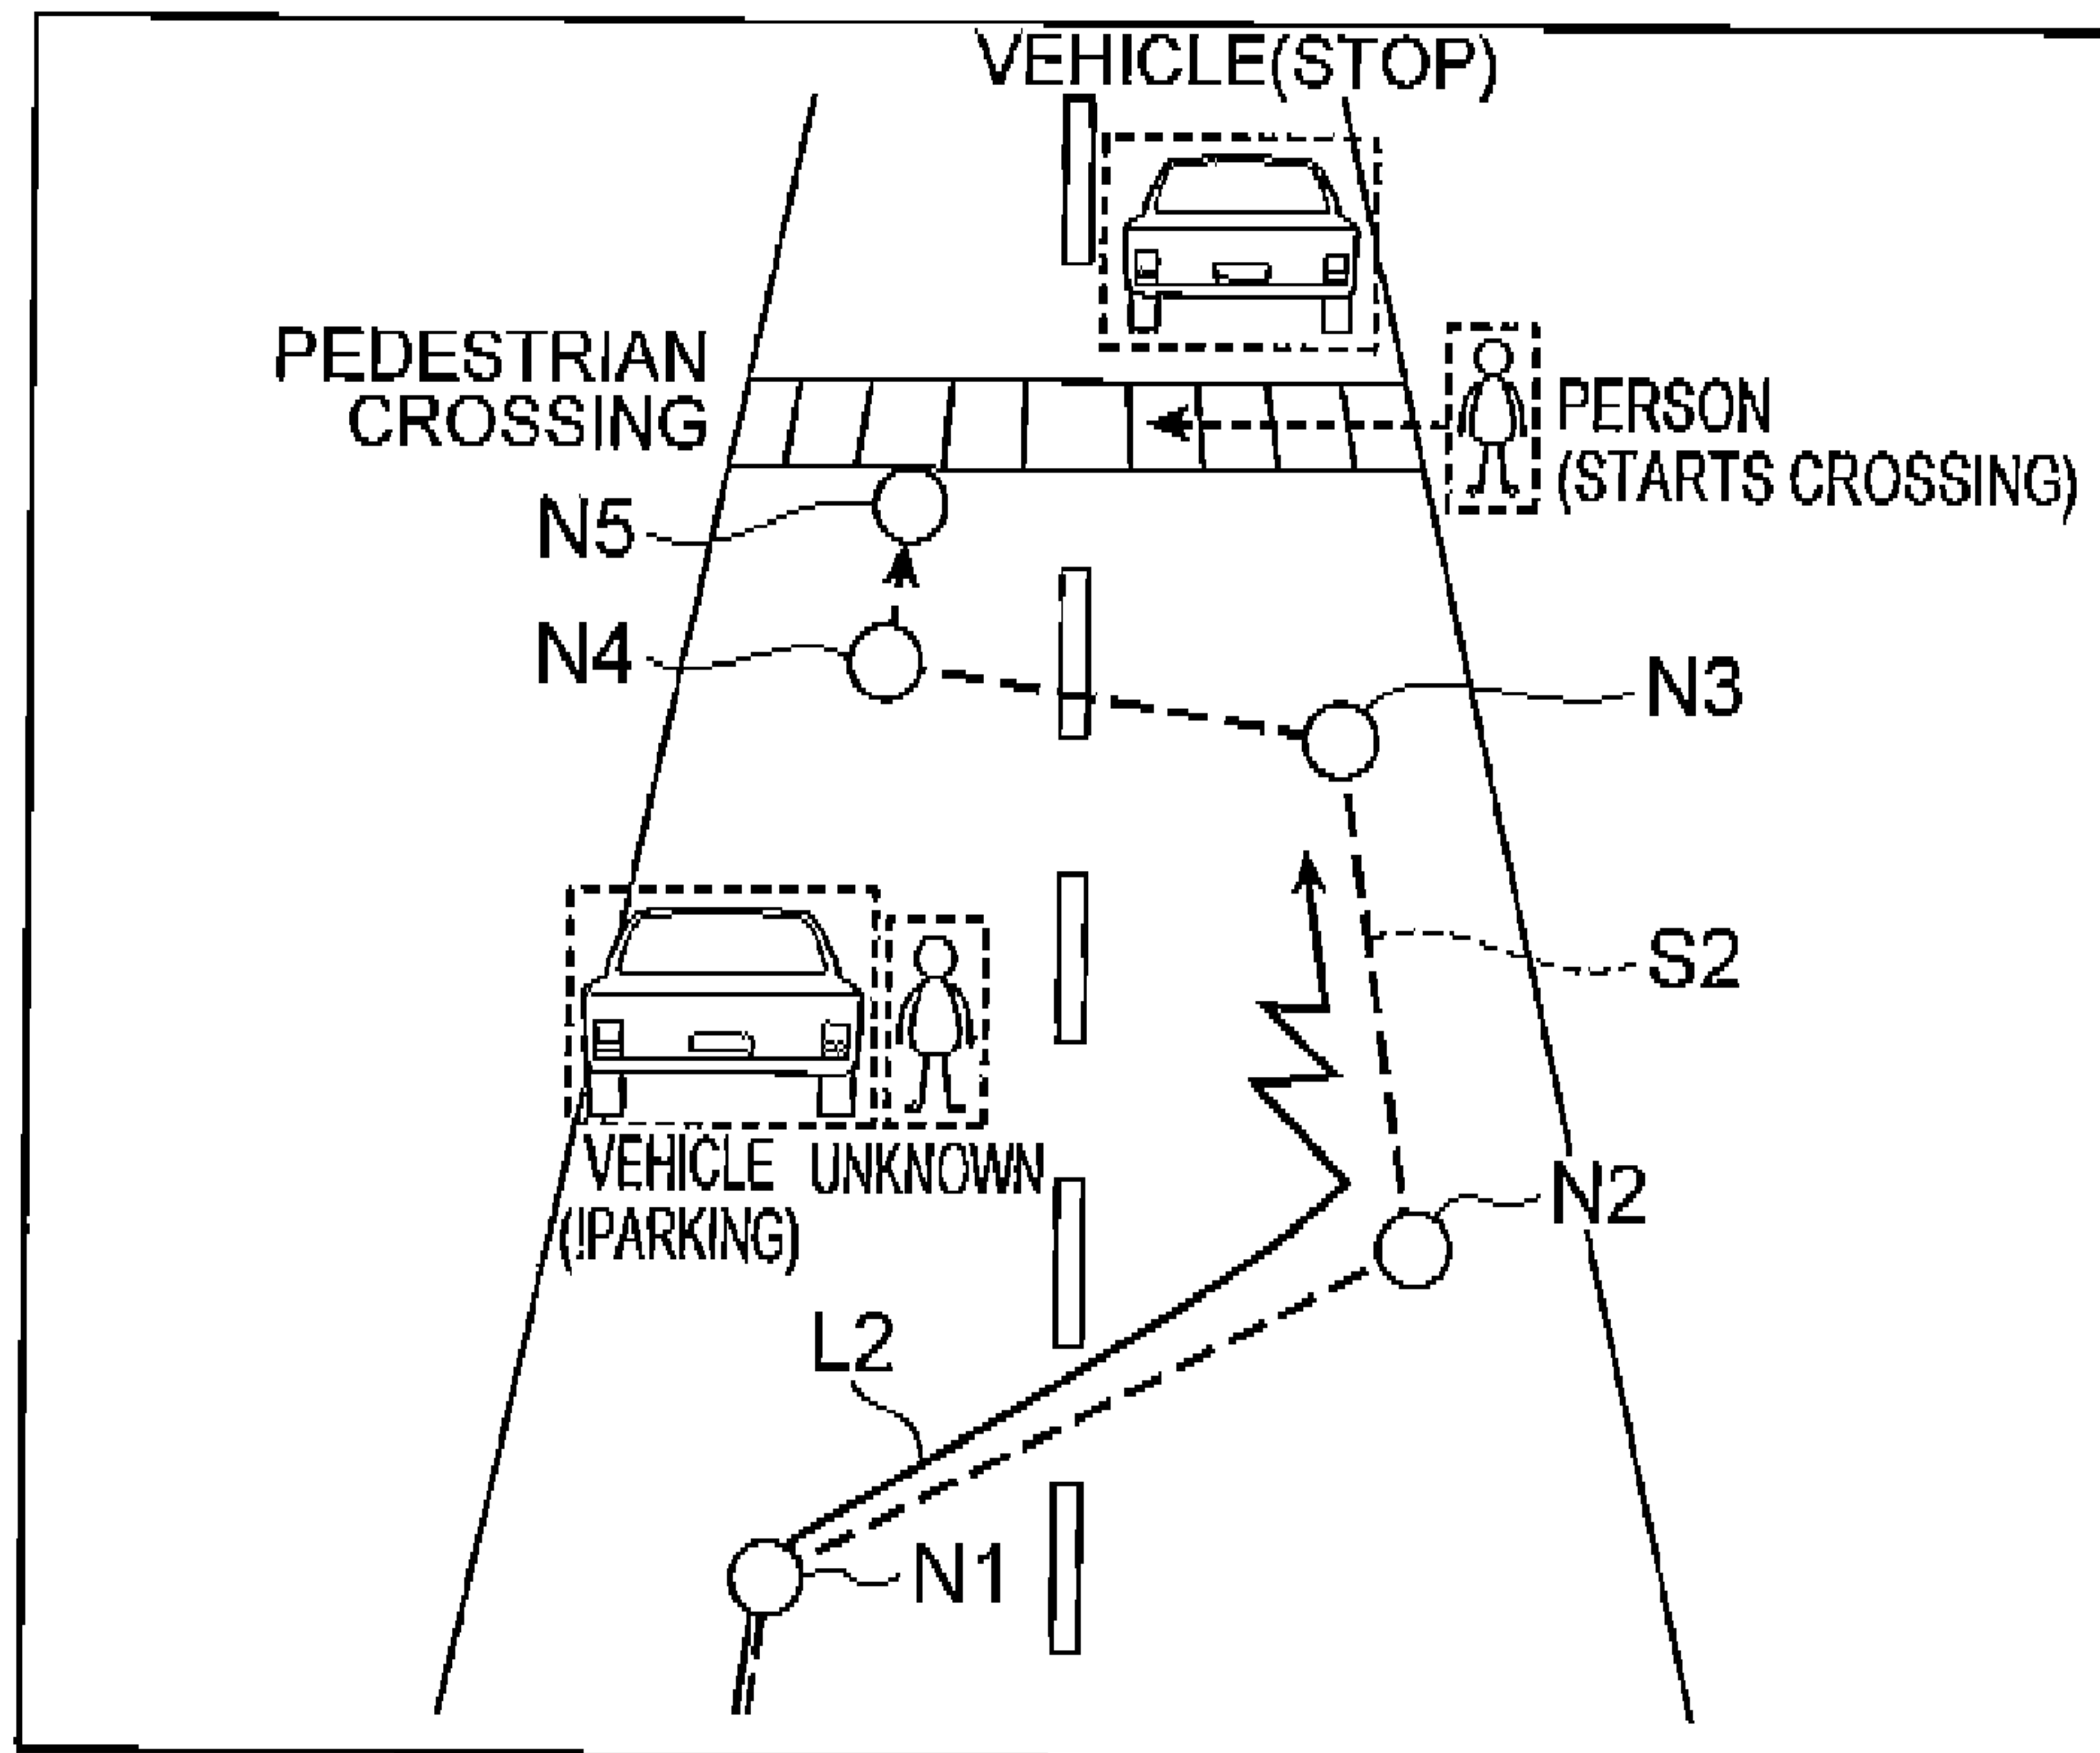 VEHICLE(STOP)
PEDESTRIAN
CROSSING
PERSON
(STARTS CROSSING)
N5
N4
N3
S2
VEHICLE
(!PARKING)
UNKNOWN
N2
L2
N1